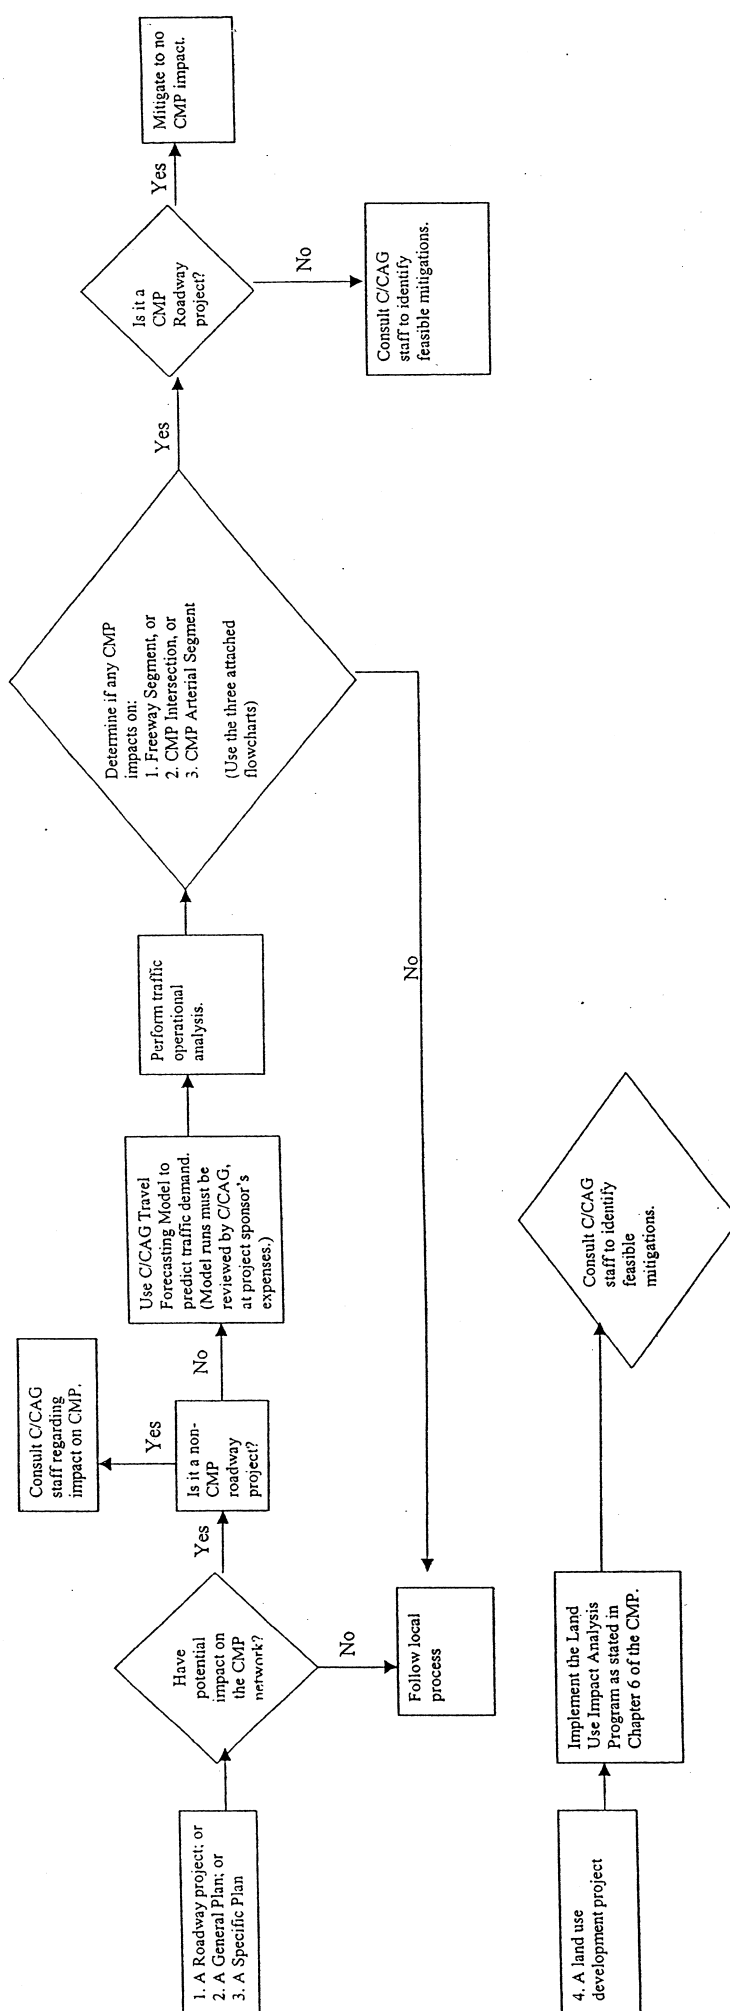 1. A Roadway project; or
2. A General Plan; or
3. A Specific Plan
Have
potential
impact on
the CMP
network?
Yes
No
Follow local
process
Is it a non-
CMP
roadway
project?
Yes
Consult C/CAG
staff regarding
impact on CMP.
No
Use C/CAG Travel
Forecasting Model to
predict traffic demand.
(Model runs must be
reviewed by C/CAG,
at project sponsor's
expenses.)
Perform traffic
operational
analysis.
Determine if any CMP
impacts on:
1. Freeway Segment, or
2. CMP Intersection, or
3. CMP Arterial Segment
(Use the three attached
flowcharts)
No
Yes
Is it a
CMP
Roadway
project?
Yes
Mitigate to no
CMP impact.
No
Consult C/CAG
staff to identify
feasible mitigations.
4. A land use
development project
Implement the Land
Use Impact Analysis
Program as stated in
Chapter 6 of the CMP.
Consult C/CAG
staff to identify
feasible
mitigations.